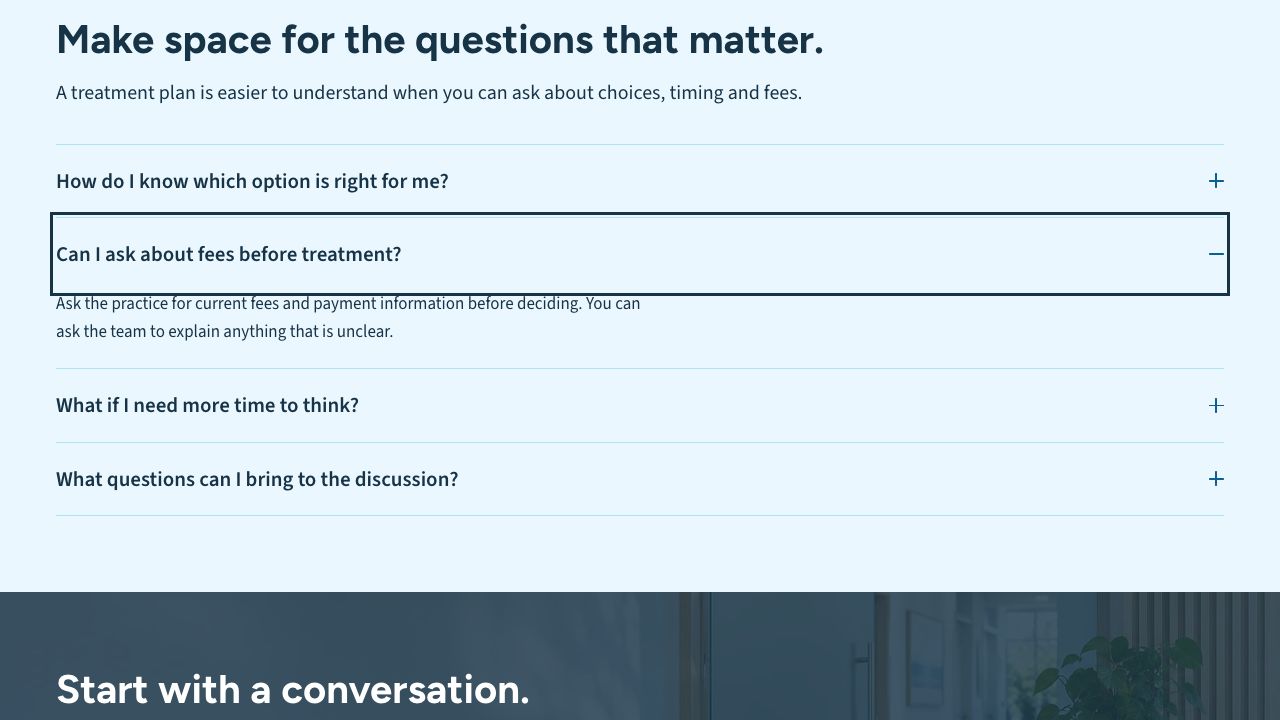 Make space for the questions that matter.
A treatment plan is easier to understand when you can ask about choices, timing and fees.
How do I know which option is right for me?
Can I ask about fees before treatment?
Ask the practice for current fees and payment information before deciding. You can
ask the team to explain anything that is unclear.
What if I need more time to think?
What questions can I bring to the discussion?
Start with a conversation.